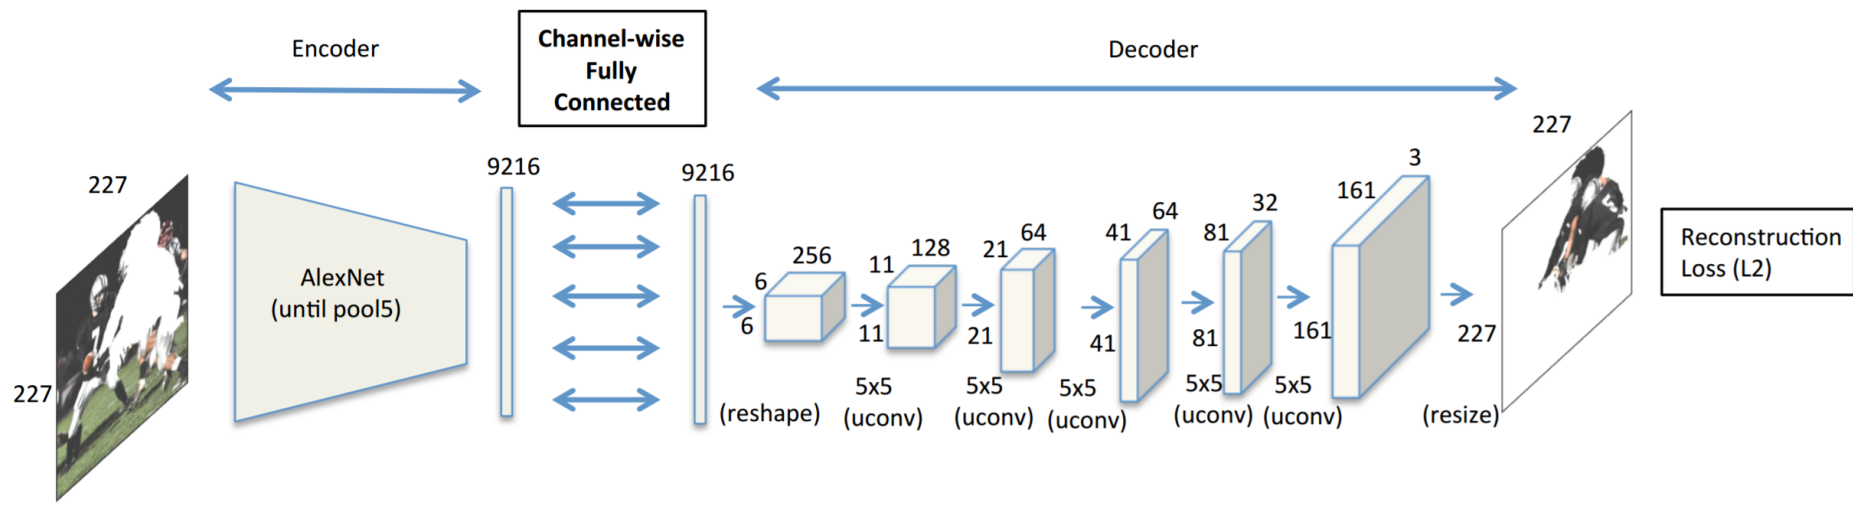 Encoder
Channel-wise
Fully
Connected
Decoder
227
227
AlexNet
(until pool5)
9216
9216
(reshape)
6
256
6
5x5
(uconv)
11
128
11
5x5
(uconv)
21
64
21
5x5
(uconv)
41
64
41
5x5
(uconv)
81
32
81
5x5
(uconv)
161
3
161
(resize)
227
227
Reconstruction
Loss (L2)